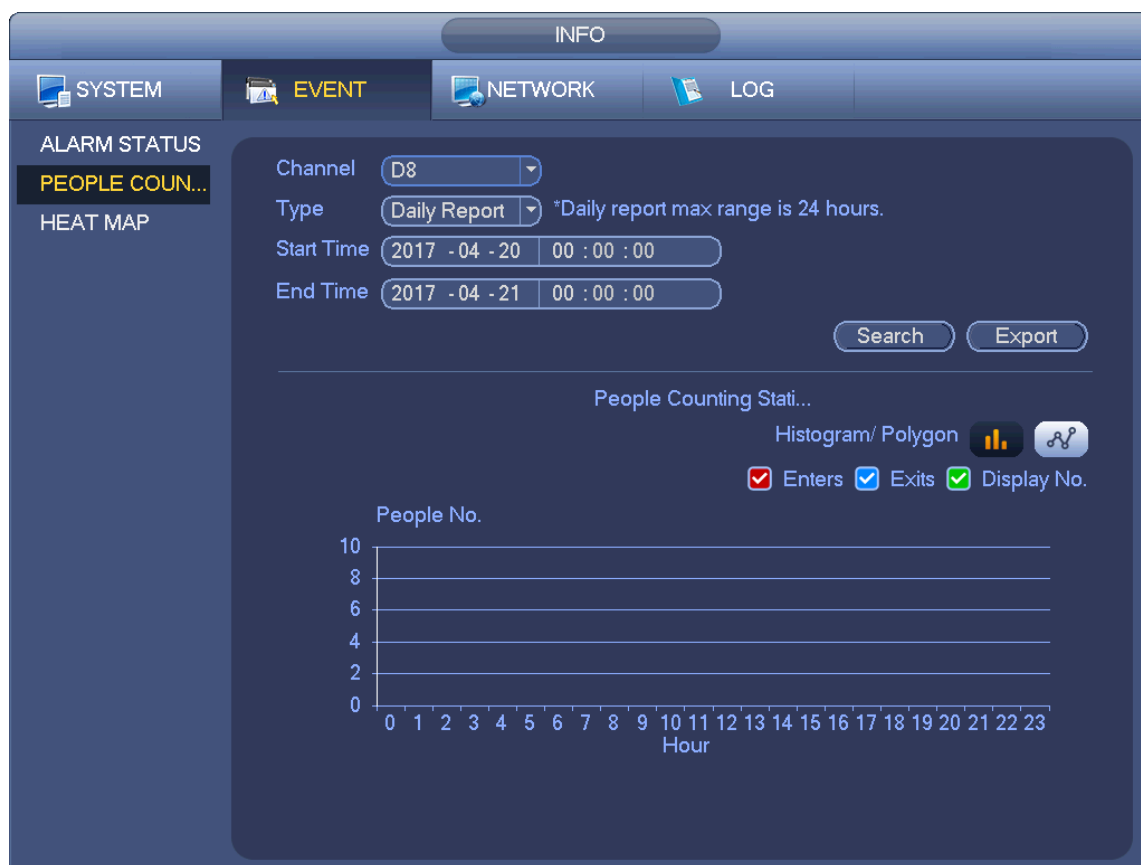 INFO
SYSTEM EVENT NETWORK LOG
ALARM STATUS
PEOPLE COUN...
HEAT MAP
Channel D8
Type Daily Report *Daily report max range is 24 hours.
Start Time 2017 - 04 - 20 00 : 00 : 00
End Time 2017 - 04 - 21 00 : 00 : 00
Search Export
People Counting Stati...
Histogram/ Polygon
Enters Exits Display No.
People No.
10
8
6
4
2
0
0 1 2 3 4 5 6 7 8 9 10 11 12 13 14 15 16 17 18 19 20 21 22 23
Hour